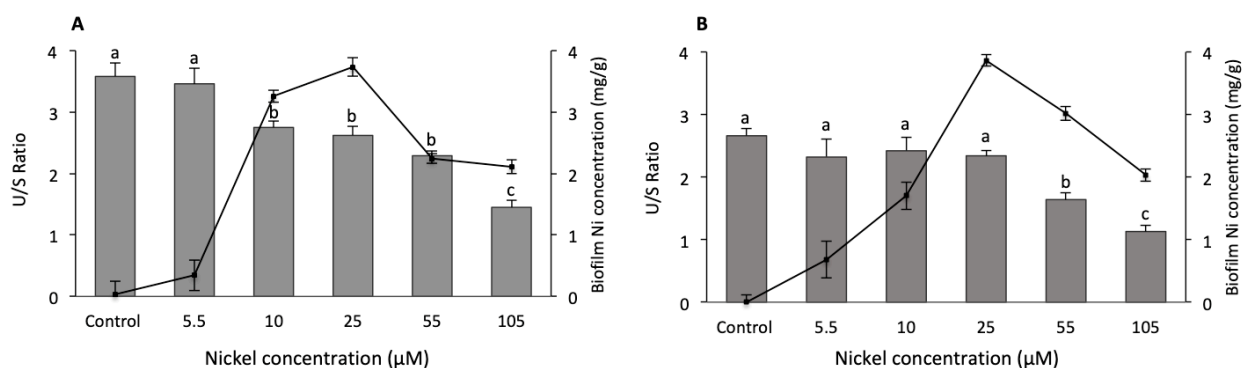 A
4
3
2
1
0
U/S Ratio
a
a
b
b
b
c
4
3
2
1
0
Biofilm Ni concentration (mg/g)
Control 5.5 10 25 55 105
Nickel concentration (μM)
B
4
3
2
1
0
U/S Ratio
a
a
a
a
b
c
4
3
2
1
0
Biofilm Ni concentration (mg/g)
Control 5.5 10 25 55 105
Nickel concentration (μM)